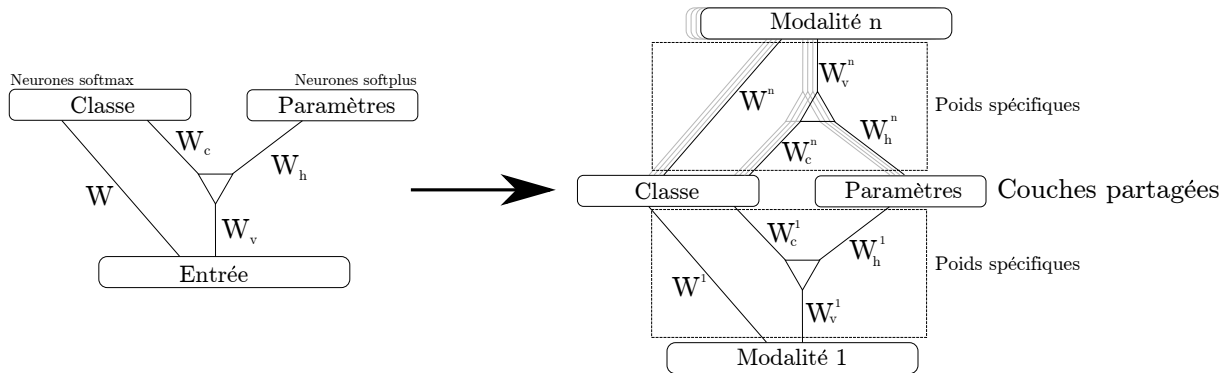 Neurones softmax
Neurones softplus
Classe
Paramètres
W
W_c
W_h
W_v
Entrée
Modalité n
W^n
W_v^n
W_c^n
W_h^n
Poids spécifiques
Classe
Paramètres
Couches partagées
W^1
W_c^1
W_h^1
W_v^1
Poids spécifiques
Modalité 1